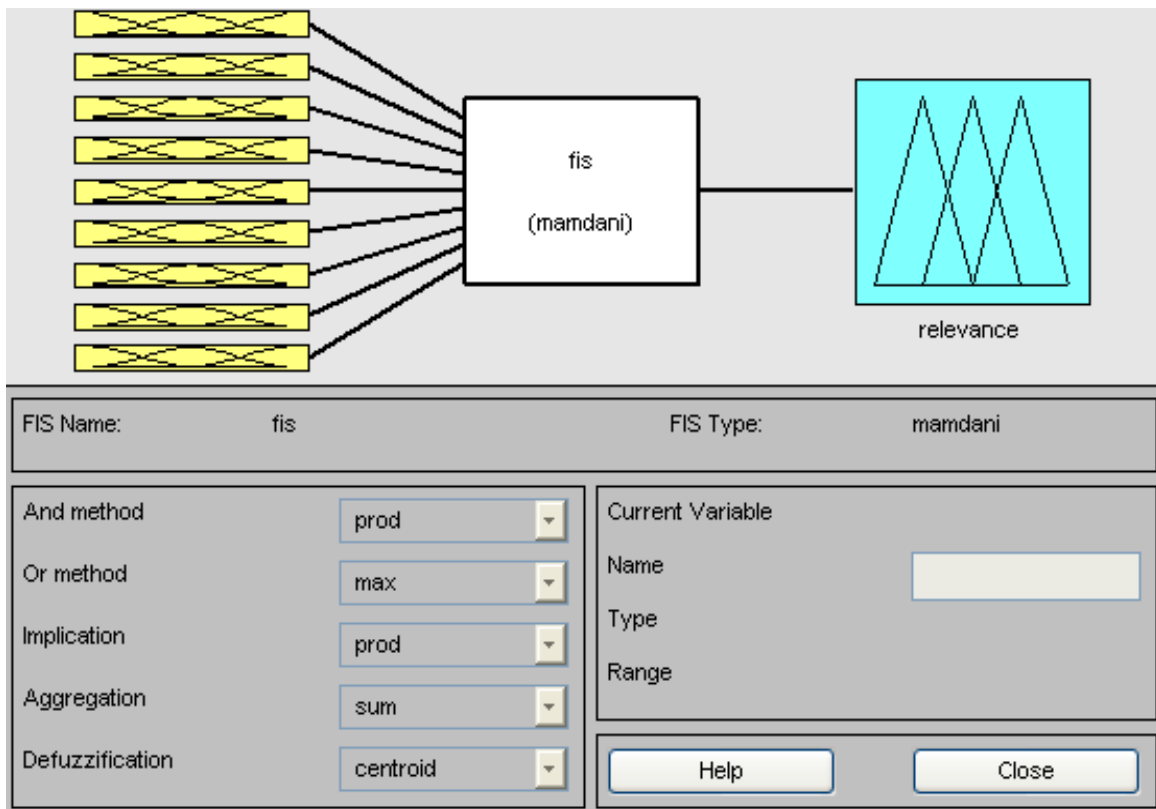 fis
(mamdani)
relevance
FIS Name: fis FIS Type: mamdani
And method prod
Or method max
Implication prod
Aggregation sum
Defuzzification centroid
Current Variable
Name
Type
Range
Help Close